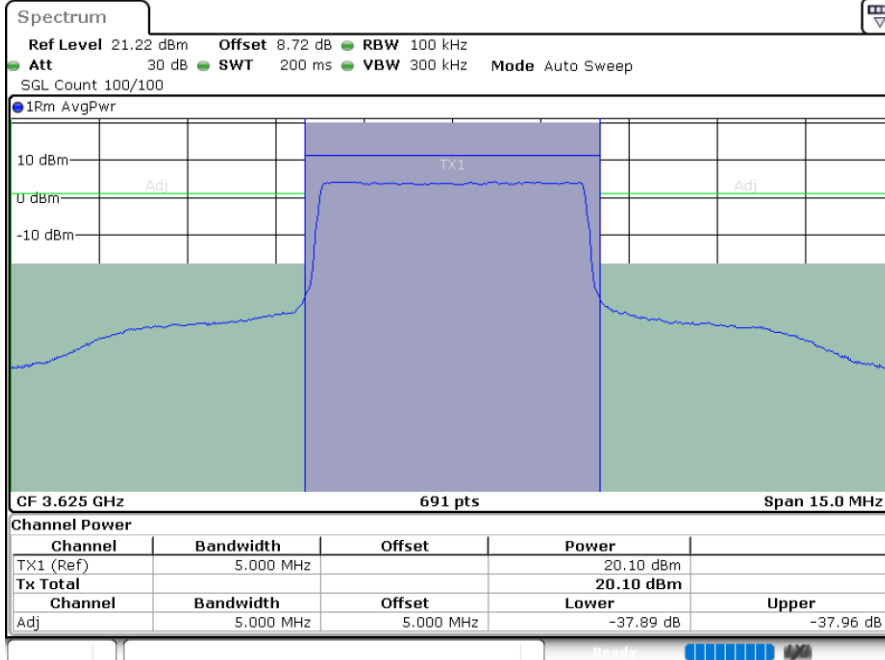 Spectrum
Ref Level 21.22 dBm Offset 8.72 dB RBW 100 kHz
Att 30 dB SWT 200 ms VBW 300 kHz Mode Auto Sweep
SGL Count 100/100
1Rm AvgPwr
10 dBm
TX1
Adj
Adj
0 dBm
-10 dBm
CF 3.625 GHz 691 pts Span 15.0 MHz
Channel Power
Channel Bandwidth Offset Power
TX1 (Ref) 5.000 MHz 20.10 dBm
Tx Total 20.10 dBm
Channel Bandwidth Offset Lower Upper
Adj 5.000 MHz 5.000 MHz -37.89 dB -37.96 dB
Ready